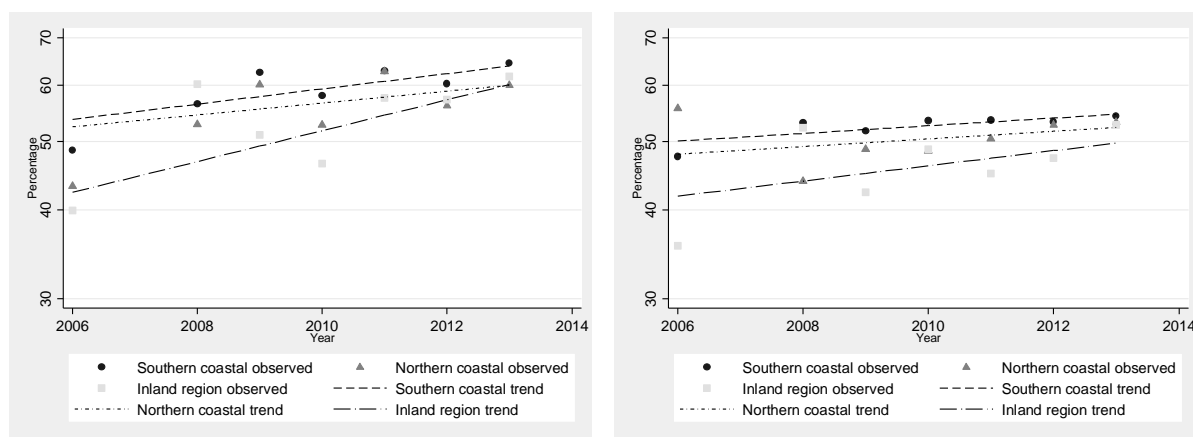 70
60
50
40
30
Percentage
2006 2008 2010 2012 2014
Year
Southern coastal observed Northern coastal observed
Inland region observed Southern coastal trend
Northern coastal trend Inland region trend
70
60
50
40
30
Percentage
2006 2008 2010 2012 2014
Year
Southern coastal observed Northern coastal observed
Inland region observed Southern coastal trend
Northern coastal trend Inland region trend